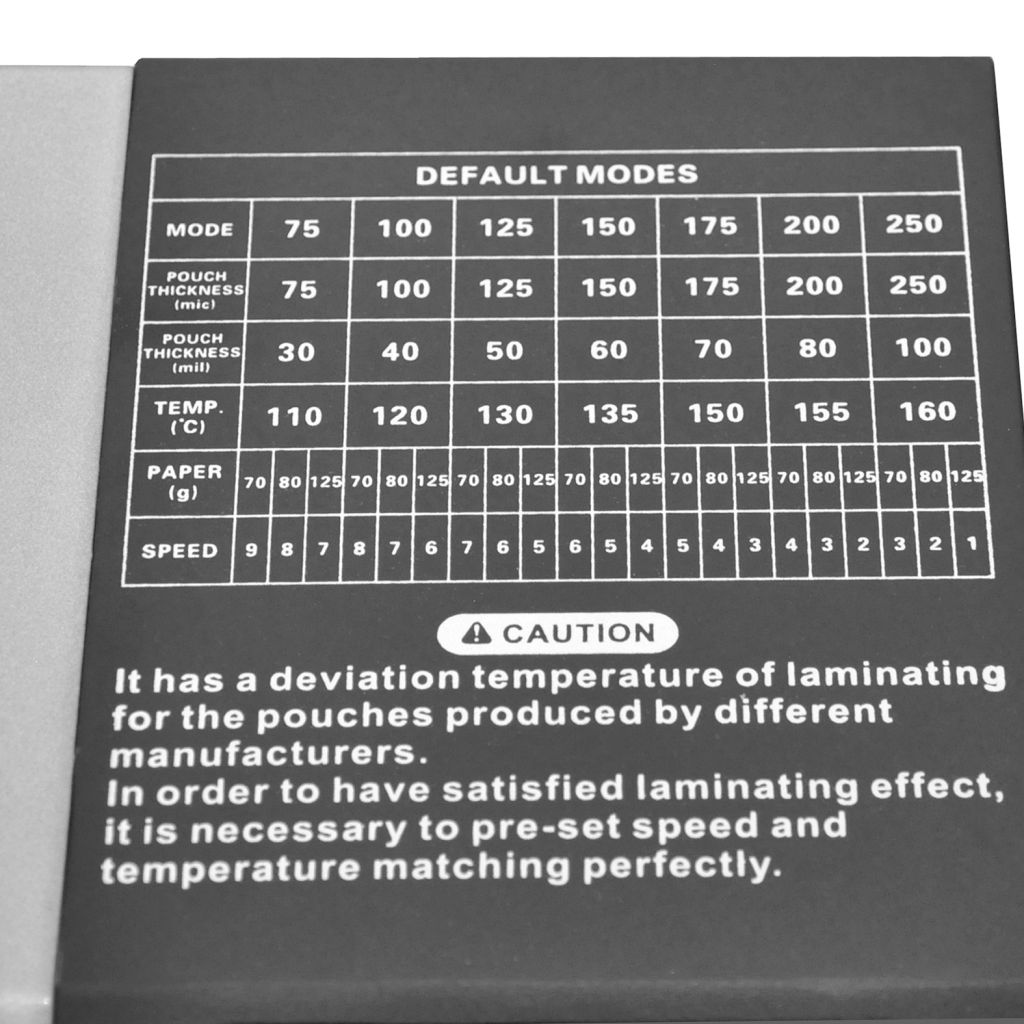 DEFAULT MODES
MODE 75 100 125 150 175 200 250
POUCH
THICKNESS 75 100 125 150 175 200 250
(mic)
POUCH
THICKNESS 30 40 50 60 70 80 100
(mil)
TEMP. 110 120 130 135 150 155 160
(℃)
PAPER 70 80 125 70 80 125 70 80 125 70 80 125 70 80 125 70 80 125 70 80 125
(g)
SPEED 9 8 7 8 7 6 7 6 5 6 5 4 5 4 3 4 3 2 3 2 1
CAUTION
It has a deviation temperature of laminating
for the pouches produced by different
manufacturers.
In order to have satisfied laminating effect,
it is necessary to pre-set speed and
temperature matching perfectly.